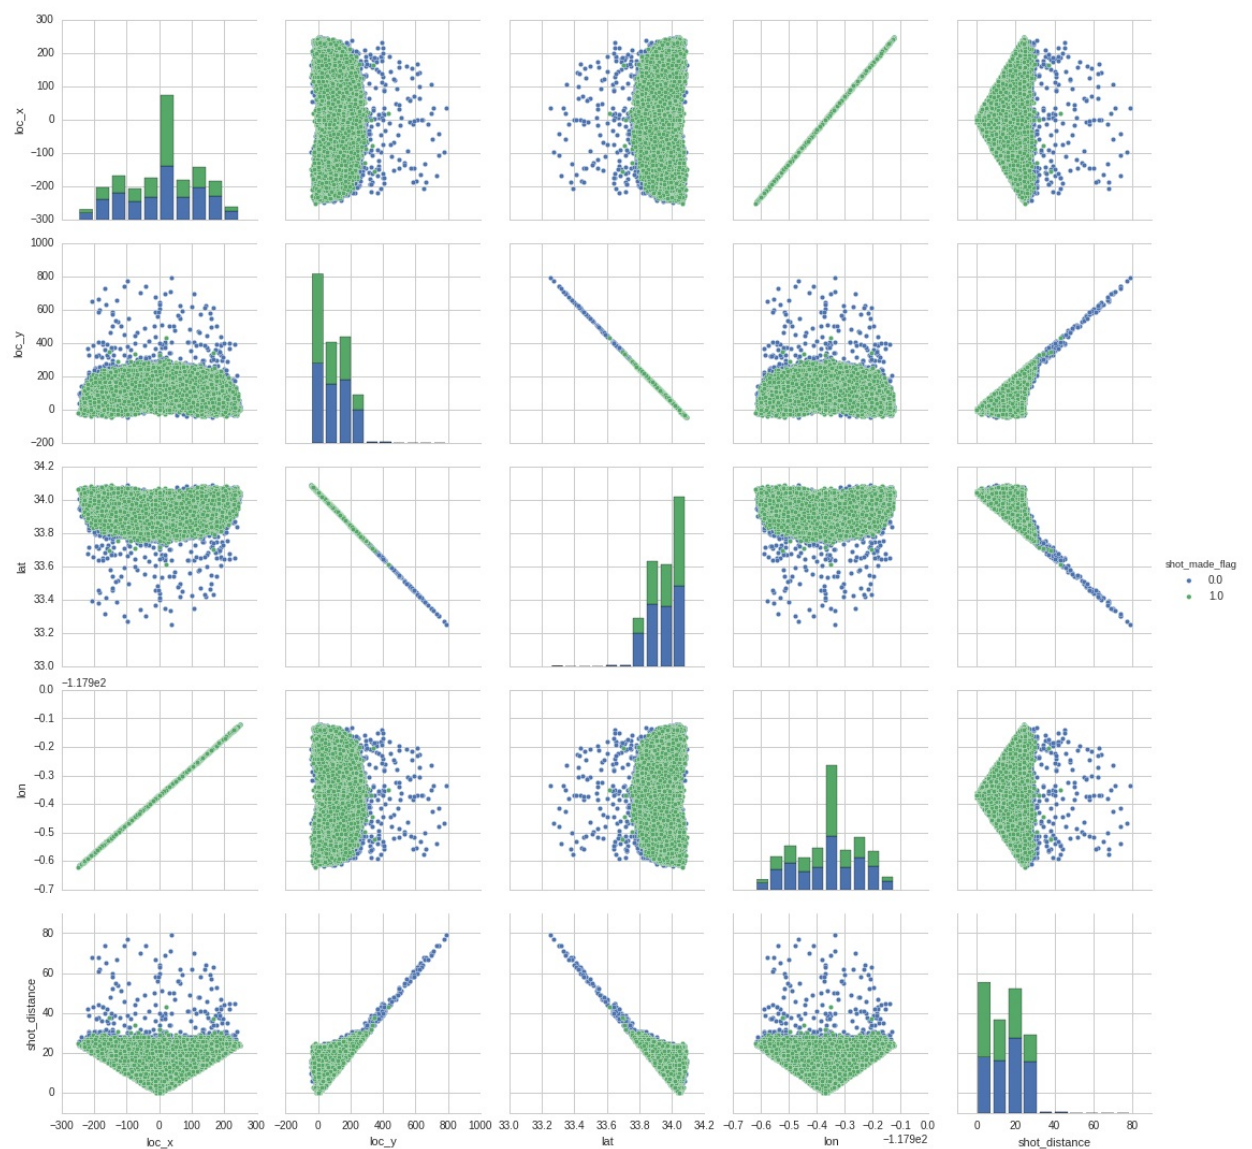 300
200
100
0
−100
−200
−300
loc_x
1000
800
600
400
200
0
−200
loc_y
34.2
34.0
33.8
33.6
33.4
33.2
33.0
lat
shot_made_flag
0.0
1.0
−1.179e2
0.0
−0.1
−0.2
−0.3
−0.4
−0.5
−0.6
−0.7
lon
80
60
40
20
0
shot_distance
−300 −200 −100 0 100 200 300
loc_x
−200 0 200 400 600 800 1000
loc_y
33.0 33.2 33.4 33.6 33.8 34.0 34.2
lat
−0.7 −0.6 −0.5 −0.4 −0.3 −0.2 −0.1 0.0
lon
−1.179e2
0 20 40 60 80
shot_distance